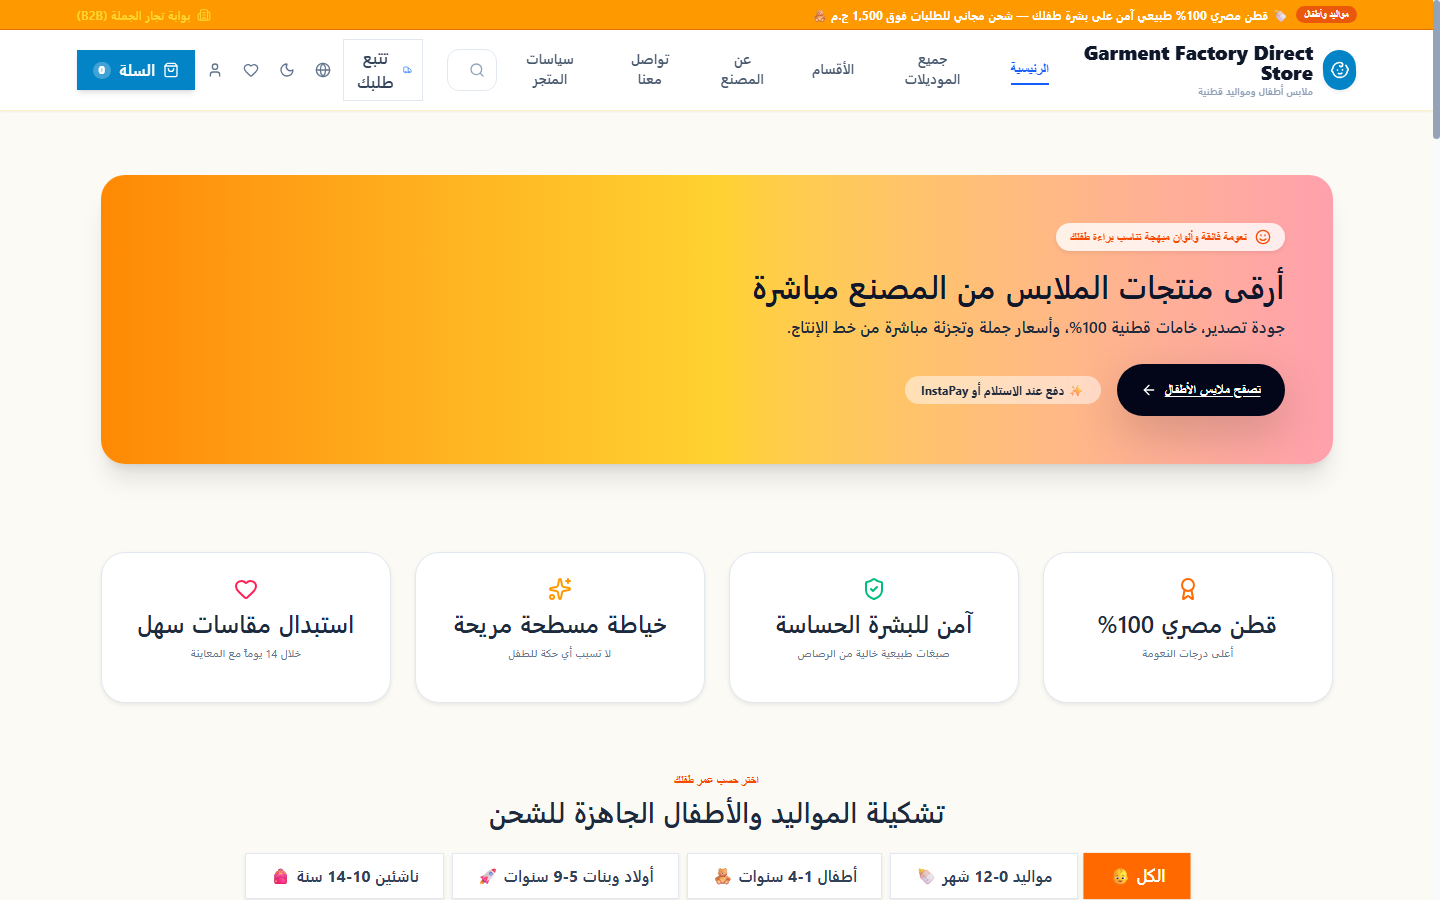 مواليد وأطفال
🍼 قطن مصري 100% طبيعي آمن على بشرة طفلك — شحن مجاني للطلبات فوق 1,500 ج.م 🧸
بوابة تجار الجملة (B2B)
Garment Factory Direct
Store
ملابس أطفال ومواليد قطنية
الرئيسية
جميع
الموديلات
الأقسام
عن
المصنع
تواصل
معنا
سياسات
المتجر
تتبع
طلبك
السلة 0
نعومة فائقة وألوان مبهجة تناسب براءة طفلك
أرقى منتجات الملابس من المصنع مباشرة
جودة تصدير، خامات قطنية 100%، وأسعار جملة وتجزئة مباشرة من خط الإنتاج.
تصفح ملابس الأطفال
✨ دفع عند الاستلام أو InstaPay
قطن مصري 100%
أعلى درجات النعومة
آمن للبشرة الحساسة
صبغات طبيعية خالية من الرصاص
خياطة مسطحة مريحة
لا تسبب أي حكة للطفل
استبدال مقاسات سهل
خلال 14 يوماً مع المعاينة
اختر حسب عمر طفلك
تشكيلة المواليد والأطفال الجاهزة للشحن
الكل 👶
مواليد 0-12 شهر 🍼
أطفال 1-4 سنوات 🧸
أولاد وبنات 5-9 سنوات 🚀
ناشئين 10-14 سنة 🎒